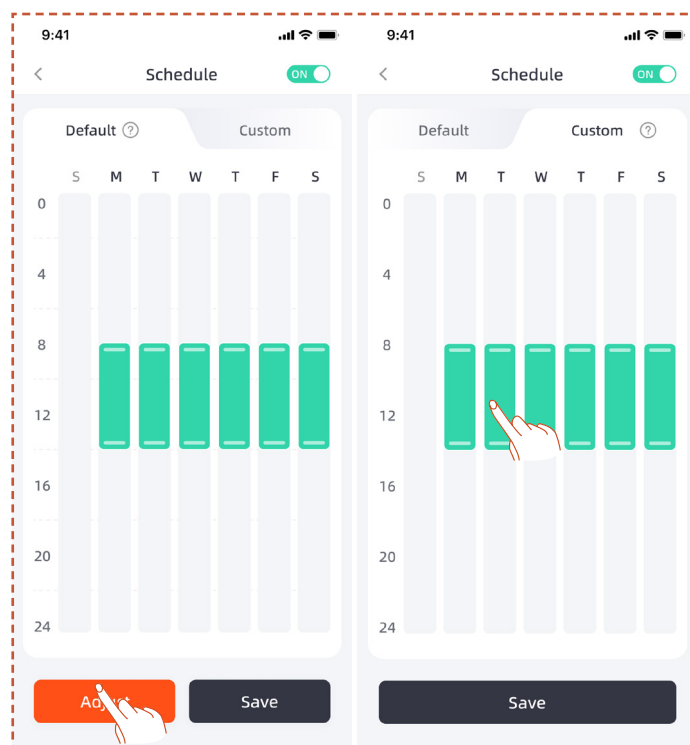 9:41
Schedule
ON
Default ?
Custom
S M T W T F S
0
4
8
12
16
20
24
Adjust
Save
9:41
Schedule
ON
Default
Custom ?
S M T W T F S
0
4
8
12
16
20
24
Save